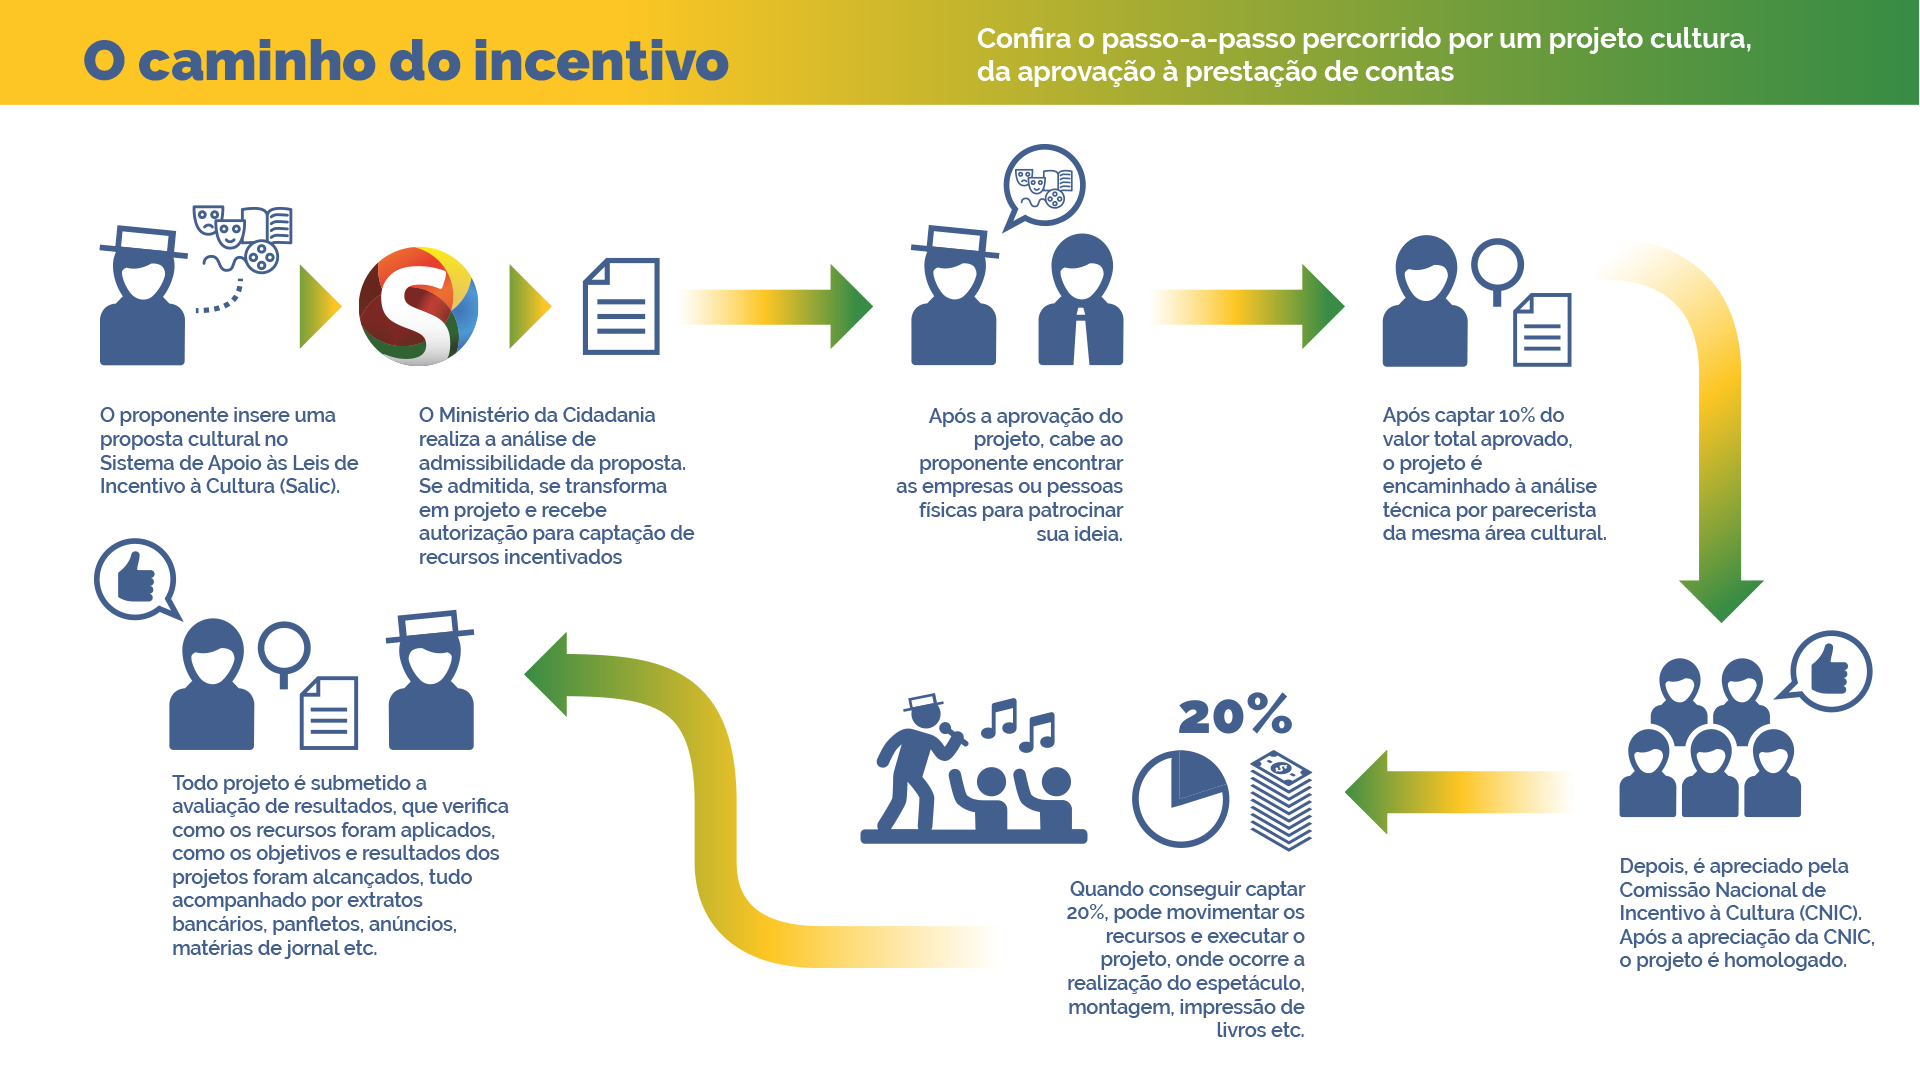 O caminho do incentivo
Confira o passo-a-passo percorrido por um projeto cultura,
da aprovação à prestação de contas
S
O proponente insere uma
proposta cultural no
Sistema de Apoio às Leis de
Incentivo à Cultura (Salic).
O Ministério da Cidadania
realiza a análise de
admissibilidade da proposta.
Se admitida, se transforma
em projeto e recebe
autorização para captação de
recursos incentivados
Após a aprovação do
projeto, cabe ao
proponente encontrar
as empresas ou pessoas
físicas para patrocinar
sua ideia.
Após captar 10% do
valor total aprovado,
o projeto é
encaminhado à análise
técnica por parecerista
da mesma área cultural.
Depois, é apreciado pela
Comissão Nacional de
Incentivo à Cultura (CNIC).
Após a apreciação da CNIC,
o projeto é homologado.
20%
$
Quando conseguir captar
20%, pode movimentar os
recursos e executar o
projeto, onde ocorre a
realização do espetáculo,
montagem, impressão de
livros etc.
Todo projeto é submetido a
avaliação de resultados, que verifica
como os recursos foram aplicados,
como os objetivos e resultados dos
projetos foram alcançados, tudo
acompanhado por extratos
bancários, panfletos, anúncios,
matérias de jornal etc.